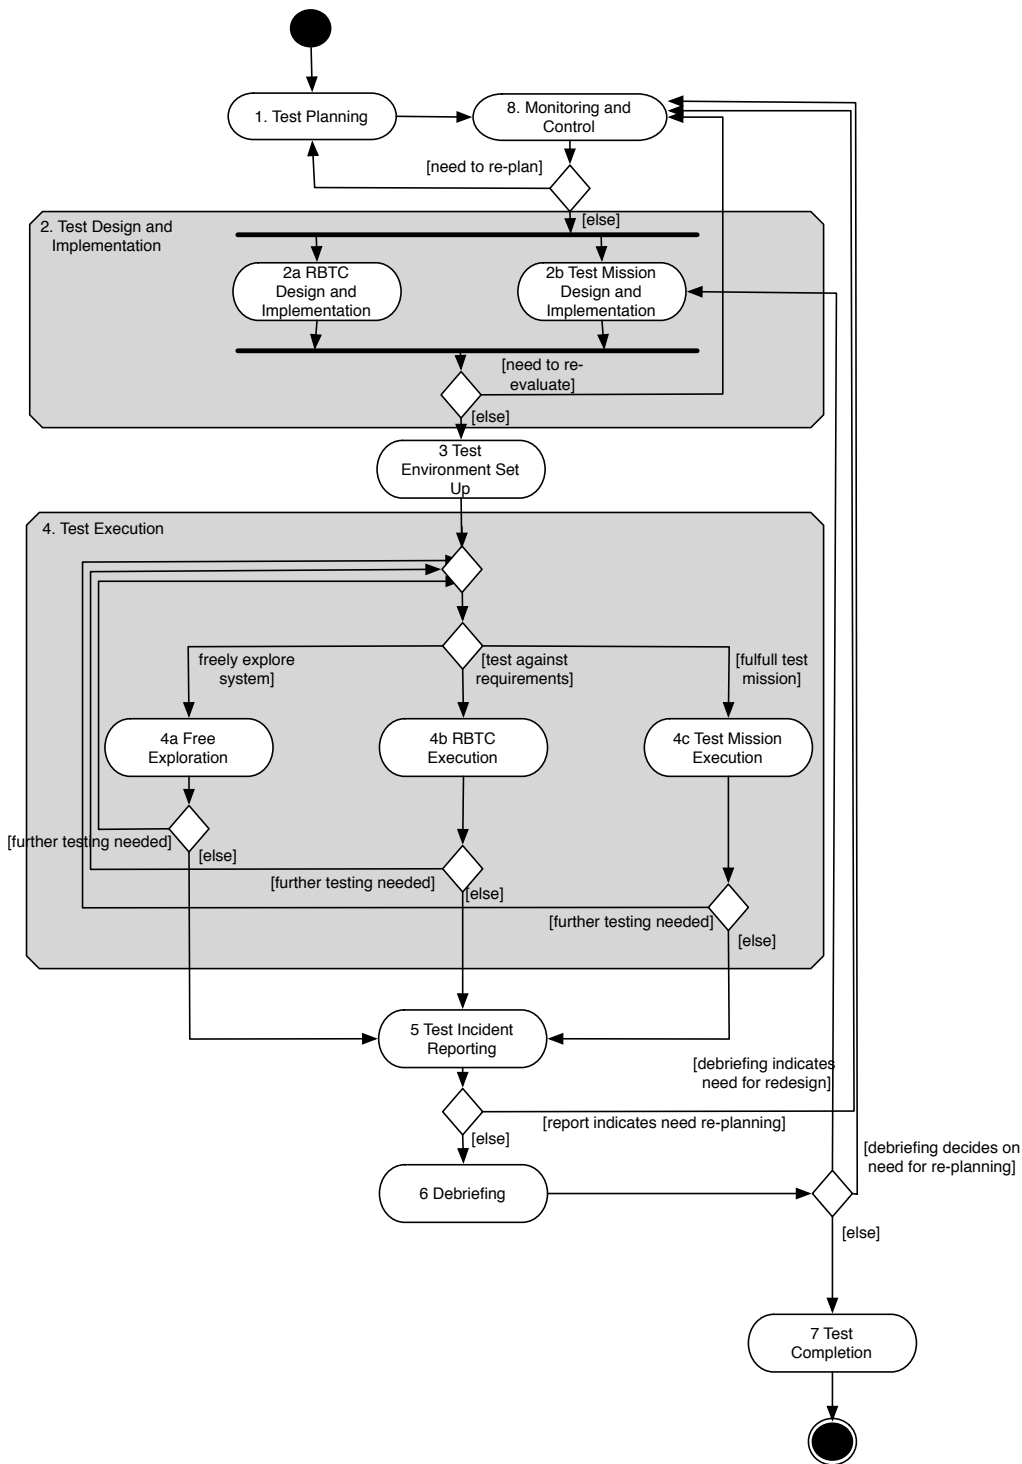 1. Test Planning
8. Monitoring and
Control
[need to re-plan]
[else]
2. Test Design and
Implementation
2a RBTC
Design and
Implementation
2b Test Mission
Design and
Implementation
[need to re-
evaluate]
[else]
3 Test
Environment Set
Up
4. Test Execution
freely explore
system]
[test against
requirements]
[fulfull test
mission]
4a Free
Exploration
4b RBTC
Execution
4c Test Mission
Execution
[further testing needed]
[else]
[further testing needed]
[else]
[further testing needed]
[else]
5 Test Incident
Reporting
[debriefing indicates
need for redesign]
[report indicates need re-planning]
[else]
[debriefing decides on
need for re-planning]
6 Debriefing
[else]
7 Test
Completion